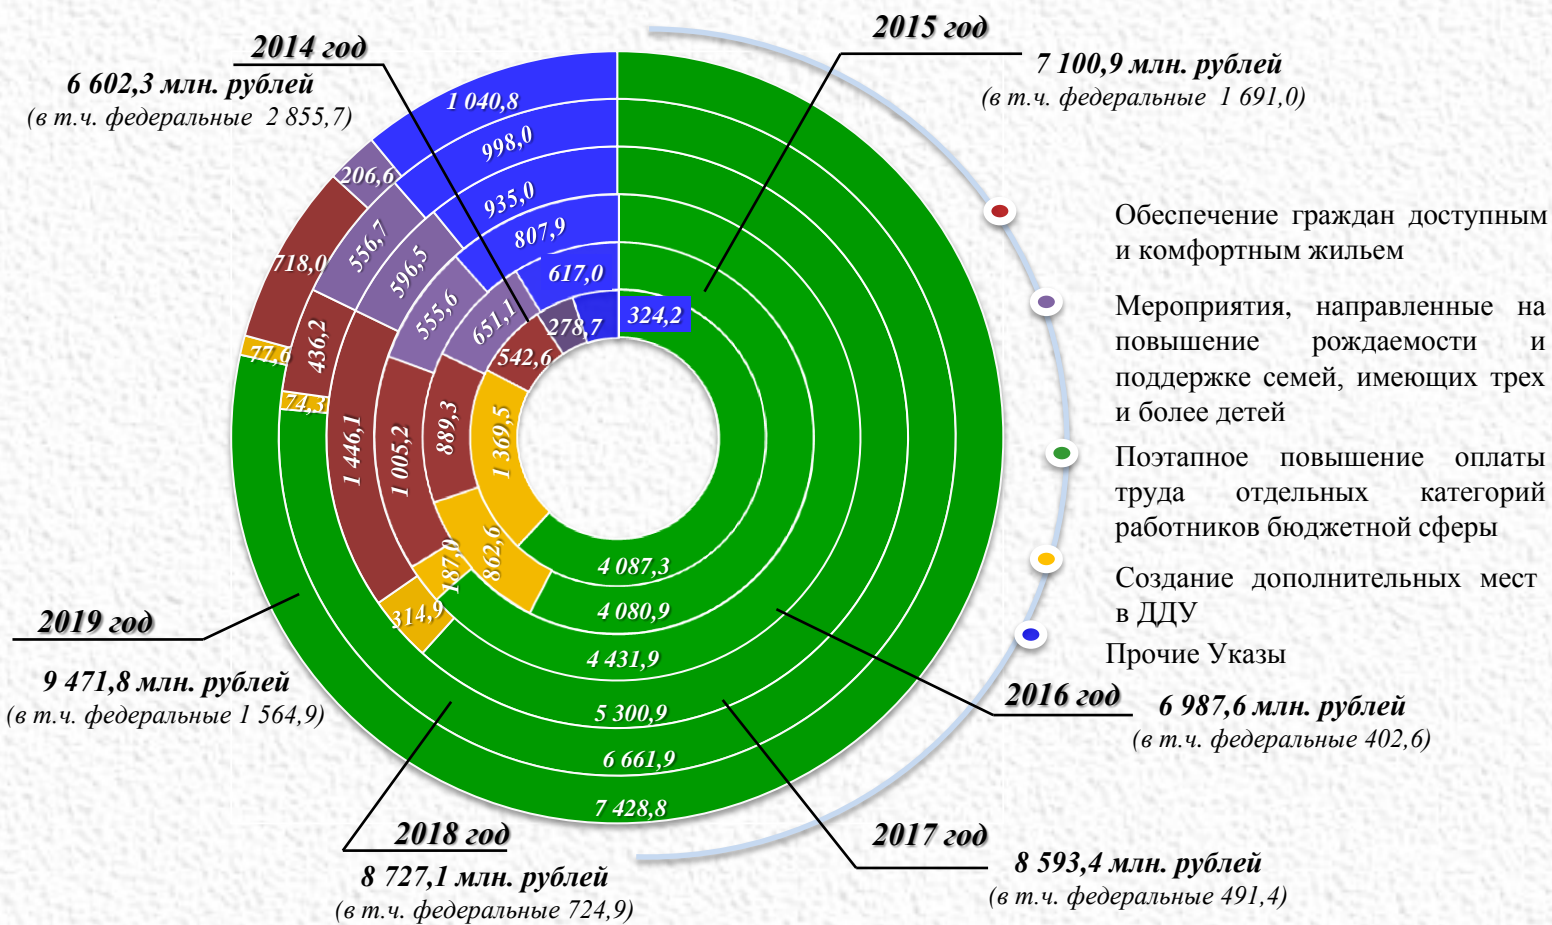 2014 год
6 602,3 млн. рублей
(в т.ч. федеральные 2 855,7)
2015 год
7 100,9 млн. рублей
(в т.ч. федеральные 1 691,0)
1 040,8
998,0
935,0
807,9
617,0
324,2
206,6
556,7
596,5
555,6
651,1
278,7
718,0
436,2
1 446,1
1 005,2
889,3
542,6
77,6
74,3
314,9
187,0
862,6
1 369,5
4 087,3
4 080,9
4 431,9
5 300,9
6 661,9
7 428,8
Обеспечение граждан доступным
и комфортным жильем
Мероприятия, направленные на
повышение рождаемости и
поддержке семей, имеющих трех
и более детей
Поэтапное повышение оплаты
труда отдельных категорий
работников бюджетной сферы
Создание дополнительных мест
в ДДУ
Прочие Указы
2019 год
9 471,8 млн. рублей
(в т.ч. федеральные 1 564,9)
2016 год
6 987,6 млн. рублей
(в т.ч. федеральные 402,6)
2018 год
8 727,1 млн. рублей
(в т.ч. федеральные 724,9)
2017 год
8 593,4 млн. рублей
(в т.ч. федеральные 491,4)